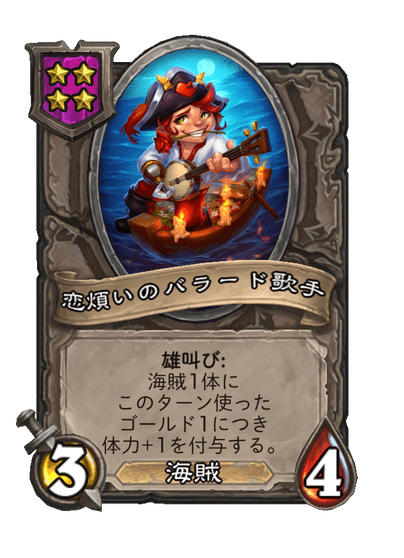 恋煩いのバラード歌手
雄叫び:
海賊1体に
このターン使った
ゴールド1につき
体力+1を付与する。
3
海賊
4